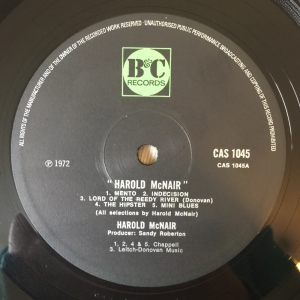 ALL RIGHTS OF THE MANUFACTURER AND OF THE OWNER OF THE RECORDED WORK RESERVED · UNAUTHORISED PUBLIC PERFORMANCE BROADCASTING AND COPYING OF THIS RECORD PROHIBITED
B&C
RECORDS
℗ 1972
CAS 1045
CAS 1045A
"HAROLD McNAIR"
1. MENTO 2. INDECISION
3. LORD OF THE REEDY RIVER (Donovan)
4. THE HIPSTER 5. MINI BLUES
(All selections by Harold McNair)
HAROLD McNAIR
Producer: Sandy Roberton
1, 2, 4 & 5. Chappell
3. Leitch-Donovan Music